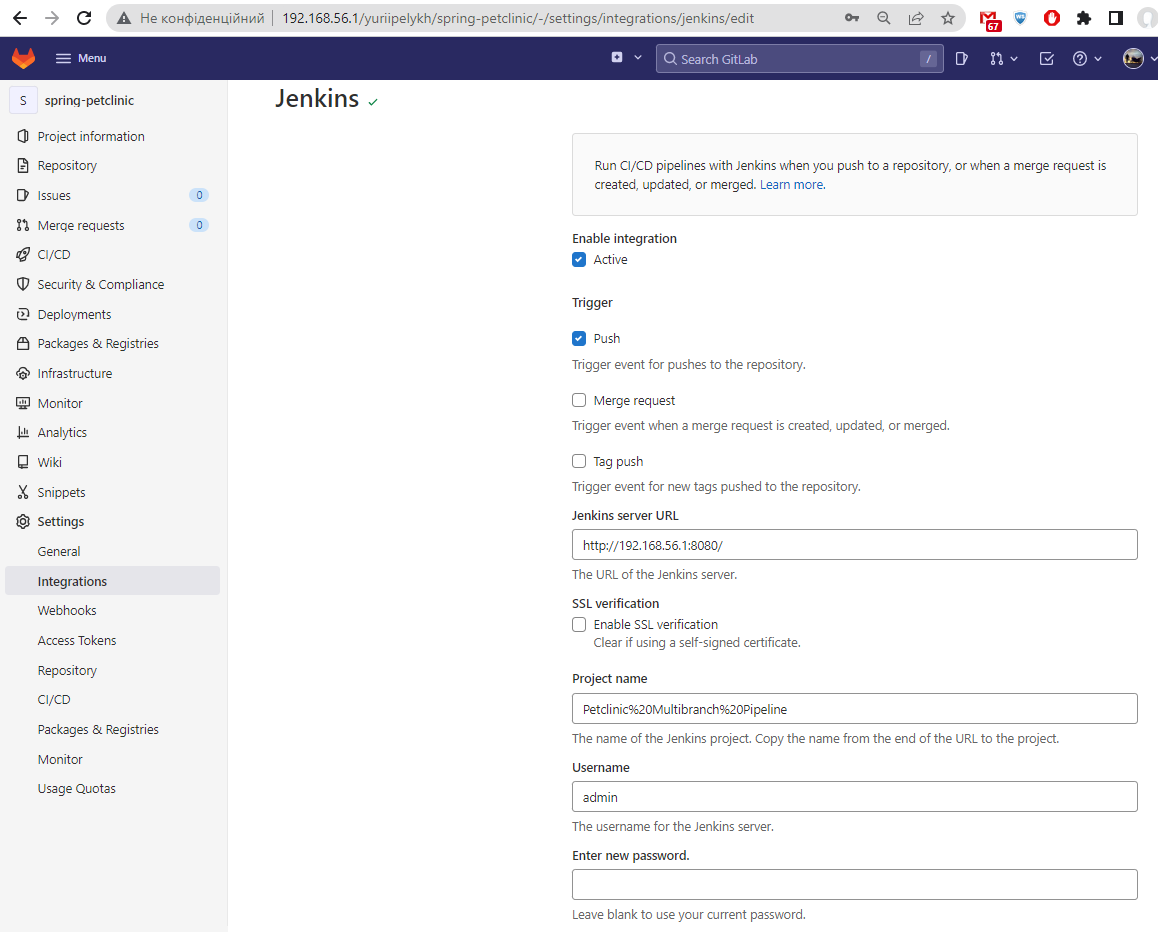 Не конфіденційний
192.168.56.1/yuriipelykh/spring-petclinic/-/settings/integrations/jenkins/edit
67
Menu
Search GitLab
/
S
spring-petclinic
Project information
Repository
Issues 0
Merge requests 0
CI/CD
Security & Compliance
Deployments
Packages & Registries
Infrastructure
Monitor
Analytics
Wiki
Snippets
Settings
General
Integrations
Webhooks
Access Tokens
Repository
CI/CD
Packages & Registries
Monitor
Usage Quotas
Jenkins
Run CI/CD pipelines with Jenkins when you push to a repository, or when a merge request is
created, updated, or merged. Learn more.
Enable integration
Active
Trigger
Push
Trigger event for pushes to the repository.
Merge request
Trigger event when a merge request is created, updated, or merged.
Tag push
Trigger event for new tags pushed to the repository.
Jenkins server URL
http://192.168.56.1:8080/
The URL of the Jenkins server.
SSL verification
Enable SSL verification
Clear if using a self-signed certificate.
Project name
Petclinic%20Multibranch%20Pipeline
The name of the Jenkins project. Copy the name from the end of the URL to the project.
Username
admin
The username for the Jenkins server.
Enter new password.
Leave blank to use your current password.